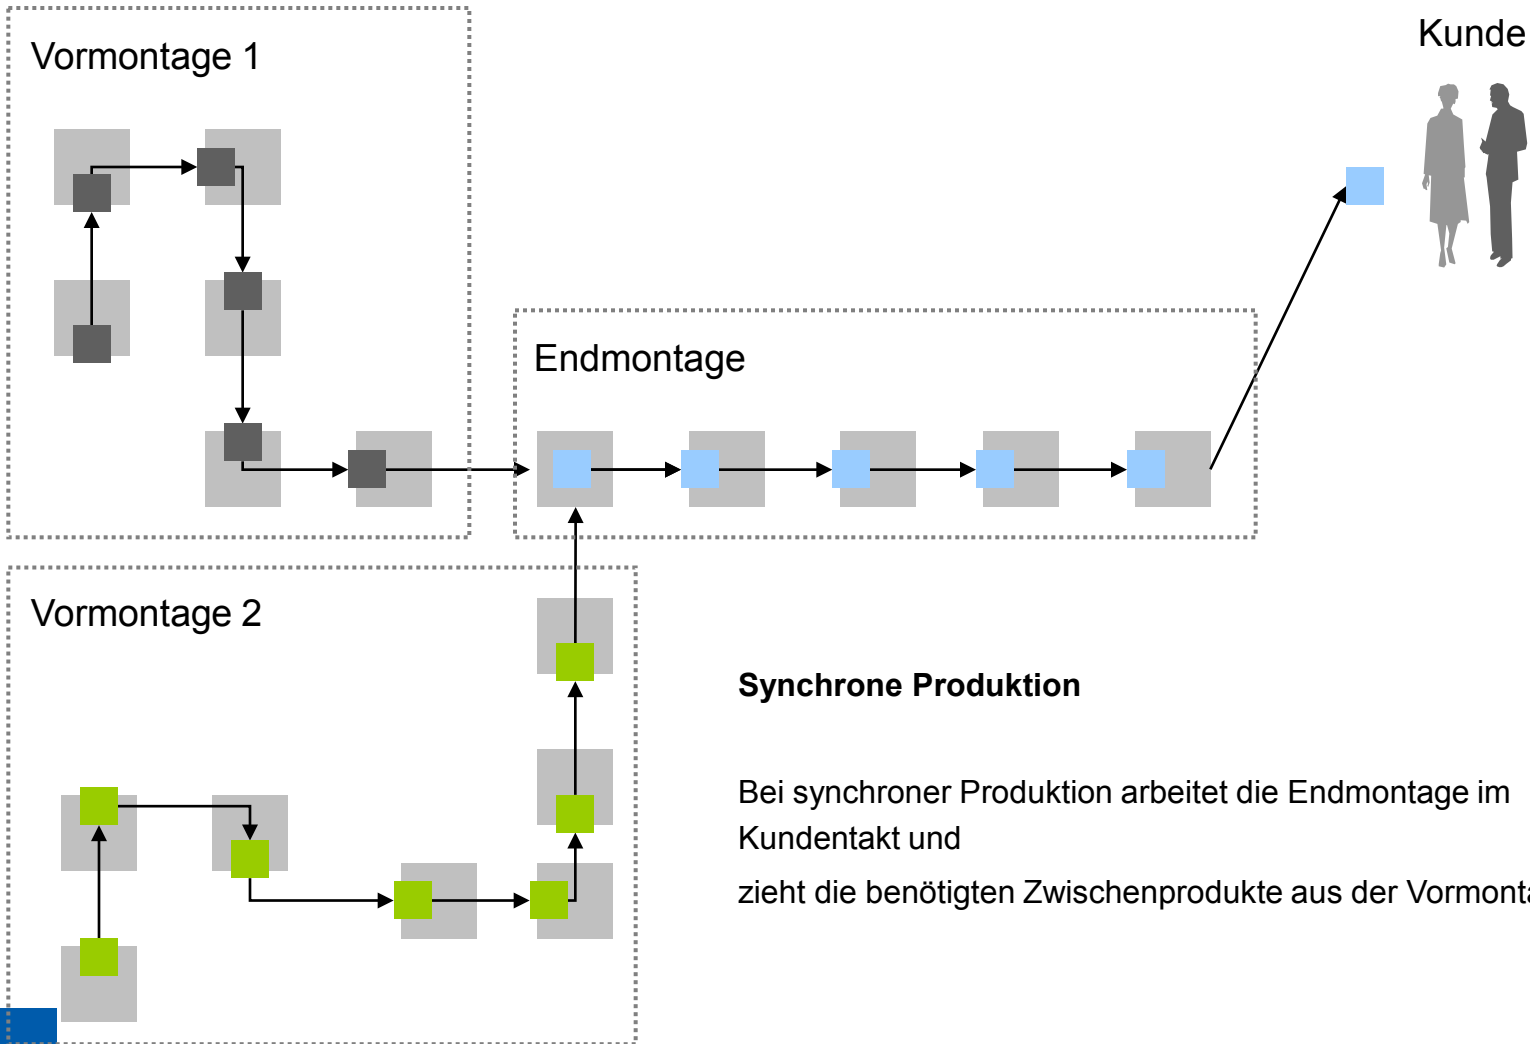 Vormontage 1
Kunde
Endmontage
Vormontage 2
Synchrone Produktion
Bei synchroner Produktion arbeitet die Endmontage im
Kundentakt und
zieht die benötigten Zwischenprodukte aus der